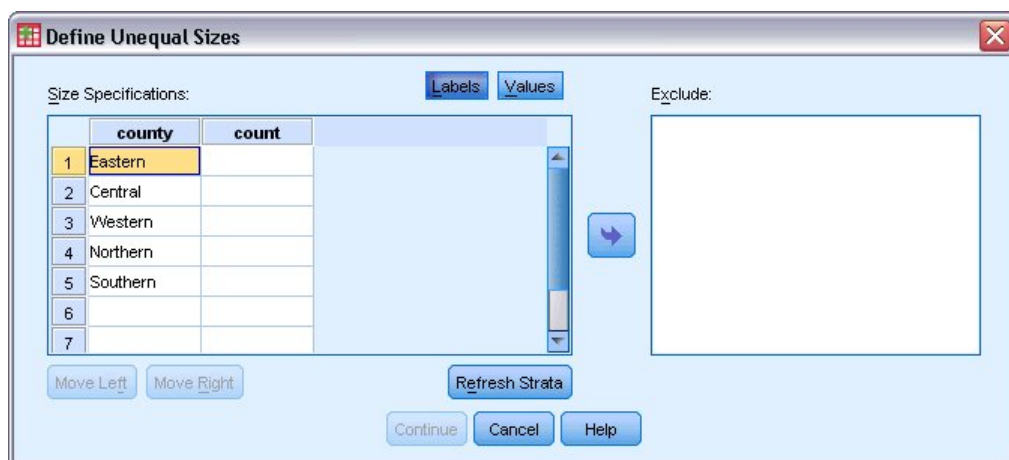 Define Unequal Sizes
Size Specifications:
Labels
Values
Exclude:
county count
1 Eastern
2 Central
3 Western
4 Northern
5 Southern
6
7
Move Left
Move Right
Refresh Strata
Continue
Cancel
Help